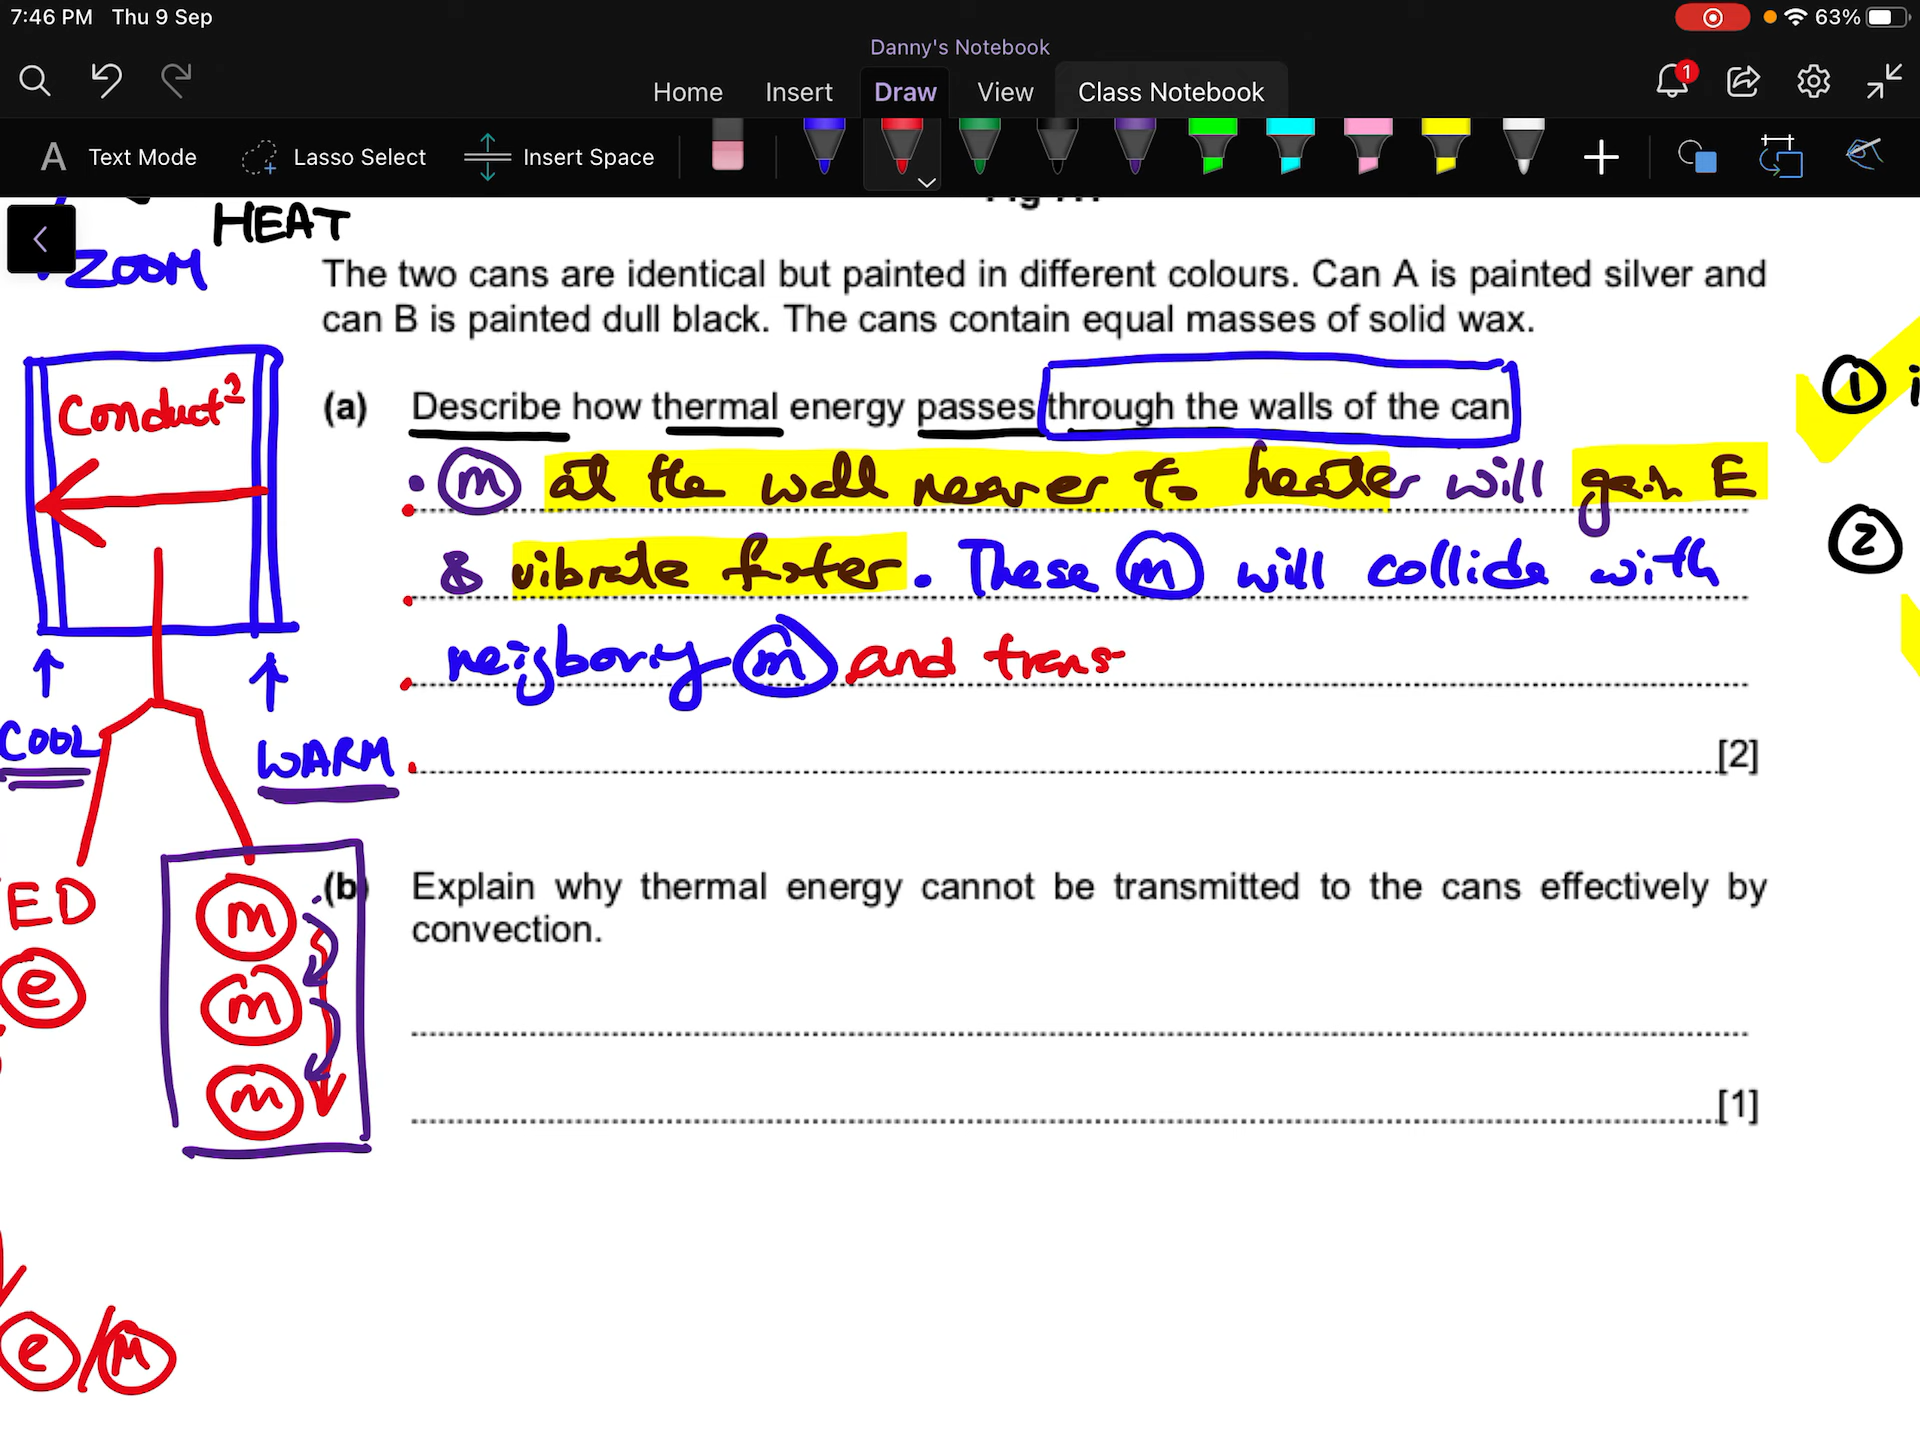 7:46 PM Thu 9 Sep
63%
Danny's Notebook
Home Insert Draw View Class Notebook
1
A Text Mode Lasso Select Insert Space
HEAT
ZOOM
The two cans are identical but painted in different colours. Can A is painted silver and
can B is painted dull black. The cans contain equal masses of solid wax.
Conduct²
(a) Describe how thermal energy passes through the walls of the can
① i
• m at the wall nearer to heater will gain E
②
& vibrate faster. These m will collide with
neigboriy m and trans
COOL
WARM
[2]
(b) Explain why thermal energy cannot be transmitted to the cans effectively by
convection.
ED
m
e
m
m
[1]
e/m